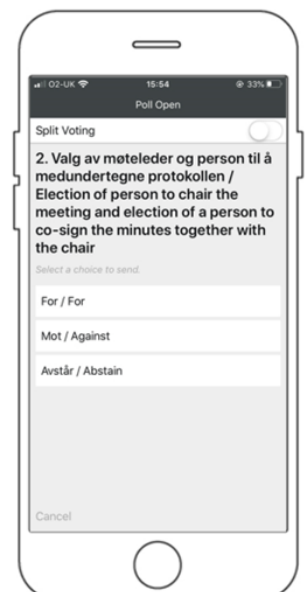 O2-UK 15:54 33%
Poll Open
Split Voting
2. Valg av møteleder og person til å
medundertegne protokollen /
Election of person to chair the
meeting and election of a person to
co-sign the minutes together with
the chair
Select a choice to send.
For / For
Mot / Against
Avstår / Abstain
Cancel